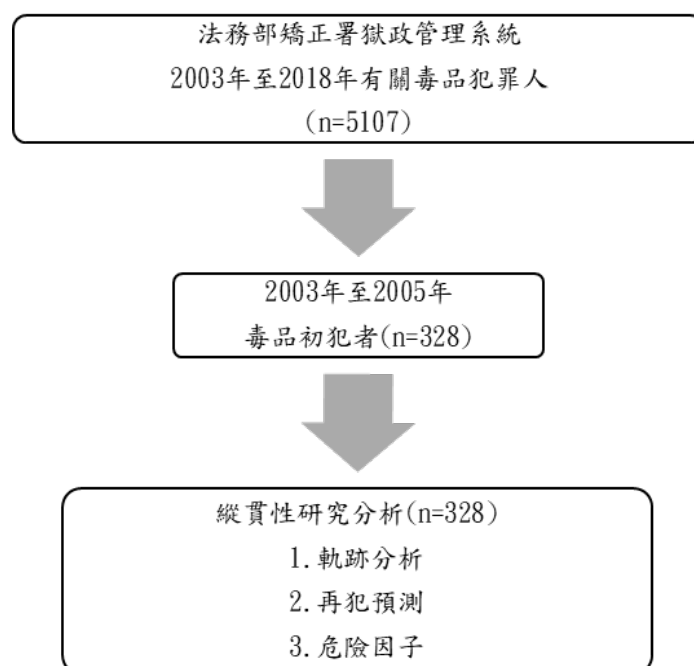 法務部矯正署獄政管理系統
2003年至2018年有關毒品犯罪人
(n=5107)
2003年至2005年
毒品初犯者(n=328)
縱貫性研究分析(n=328)
1.軌跡分析
2.再犯預測
3.危險因子